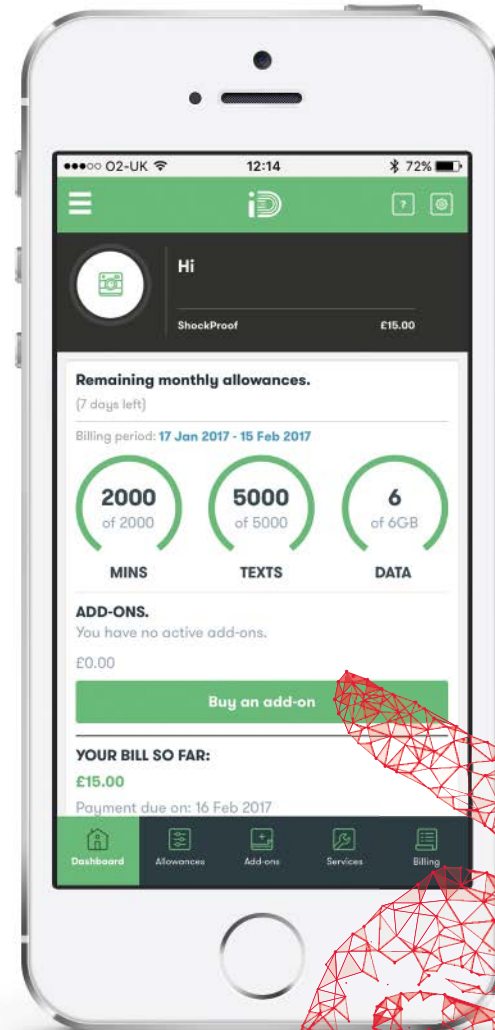 ●●●○○ O2-UK 12:14 72%
iD ?
Hi
ShockProof £15.00
Remaining monthly allowances.
(7 days left)
Billing period: 17 Jan 2017 - 15 Feb 2017
2000 5000 6
of 2000 of 5000 of 6GB
MINS TEXTS DATA
ADD-ONS.
You have no active add-ons.
£0.00
Buy an add-on
YOUR BILL SO FAR:
£15.00
Payment due on: 16 Feb 2017
Dashboard Allowances Add-ons Services Billing